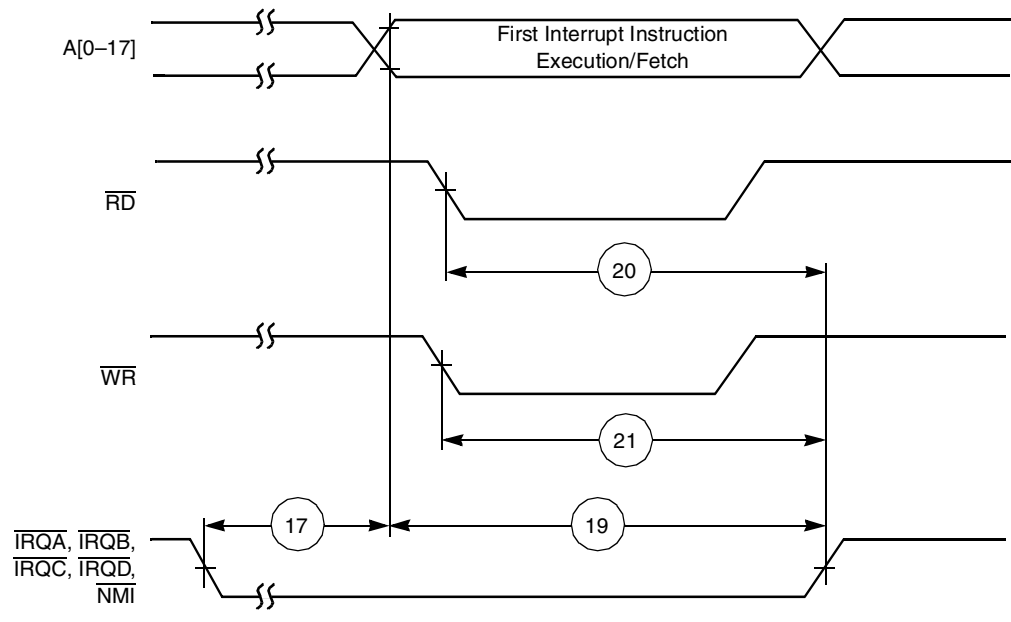 A[0–17]
First Interrupt Instruction
Execution/Fetch
RD
20
WR
21
17
19
IRQA, IRQB,
IRQC, IRQD,
NMI